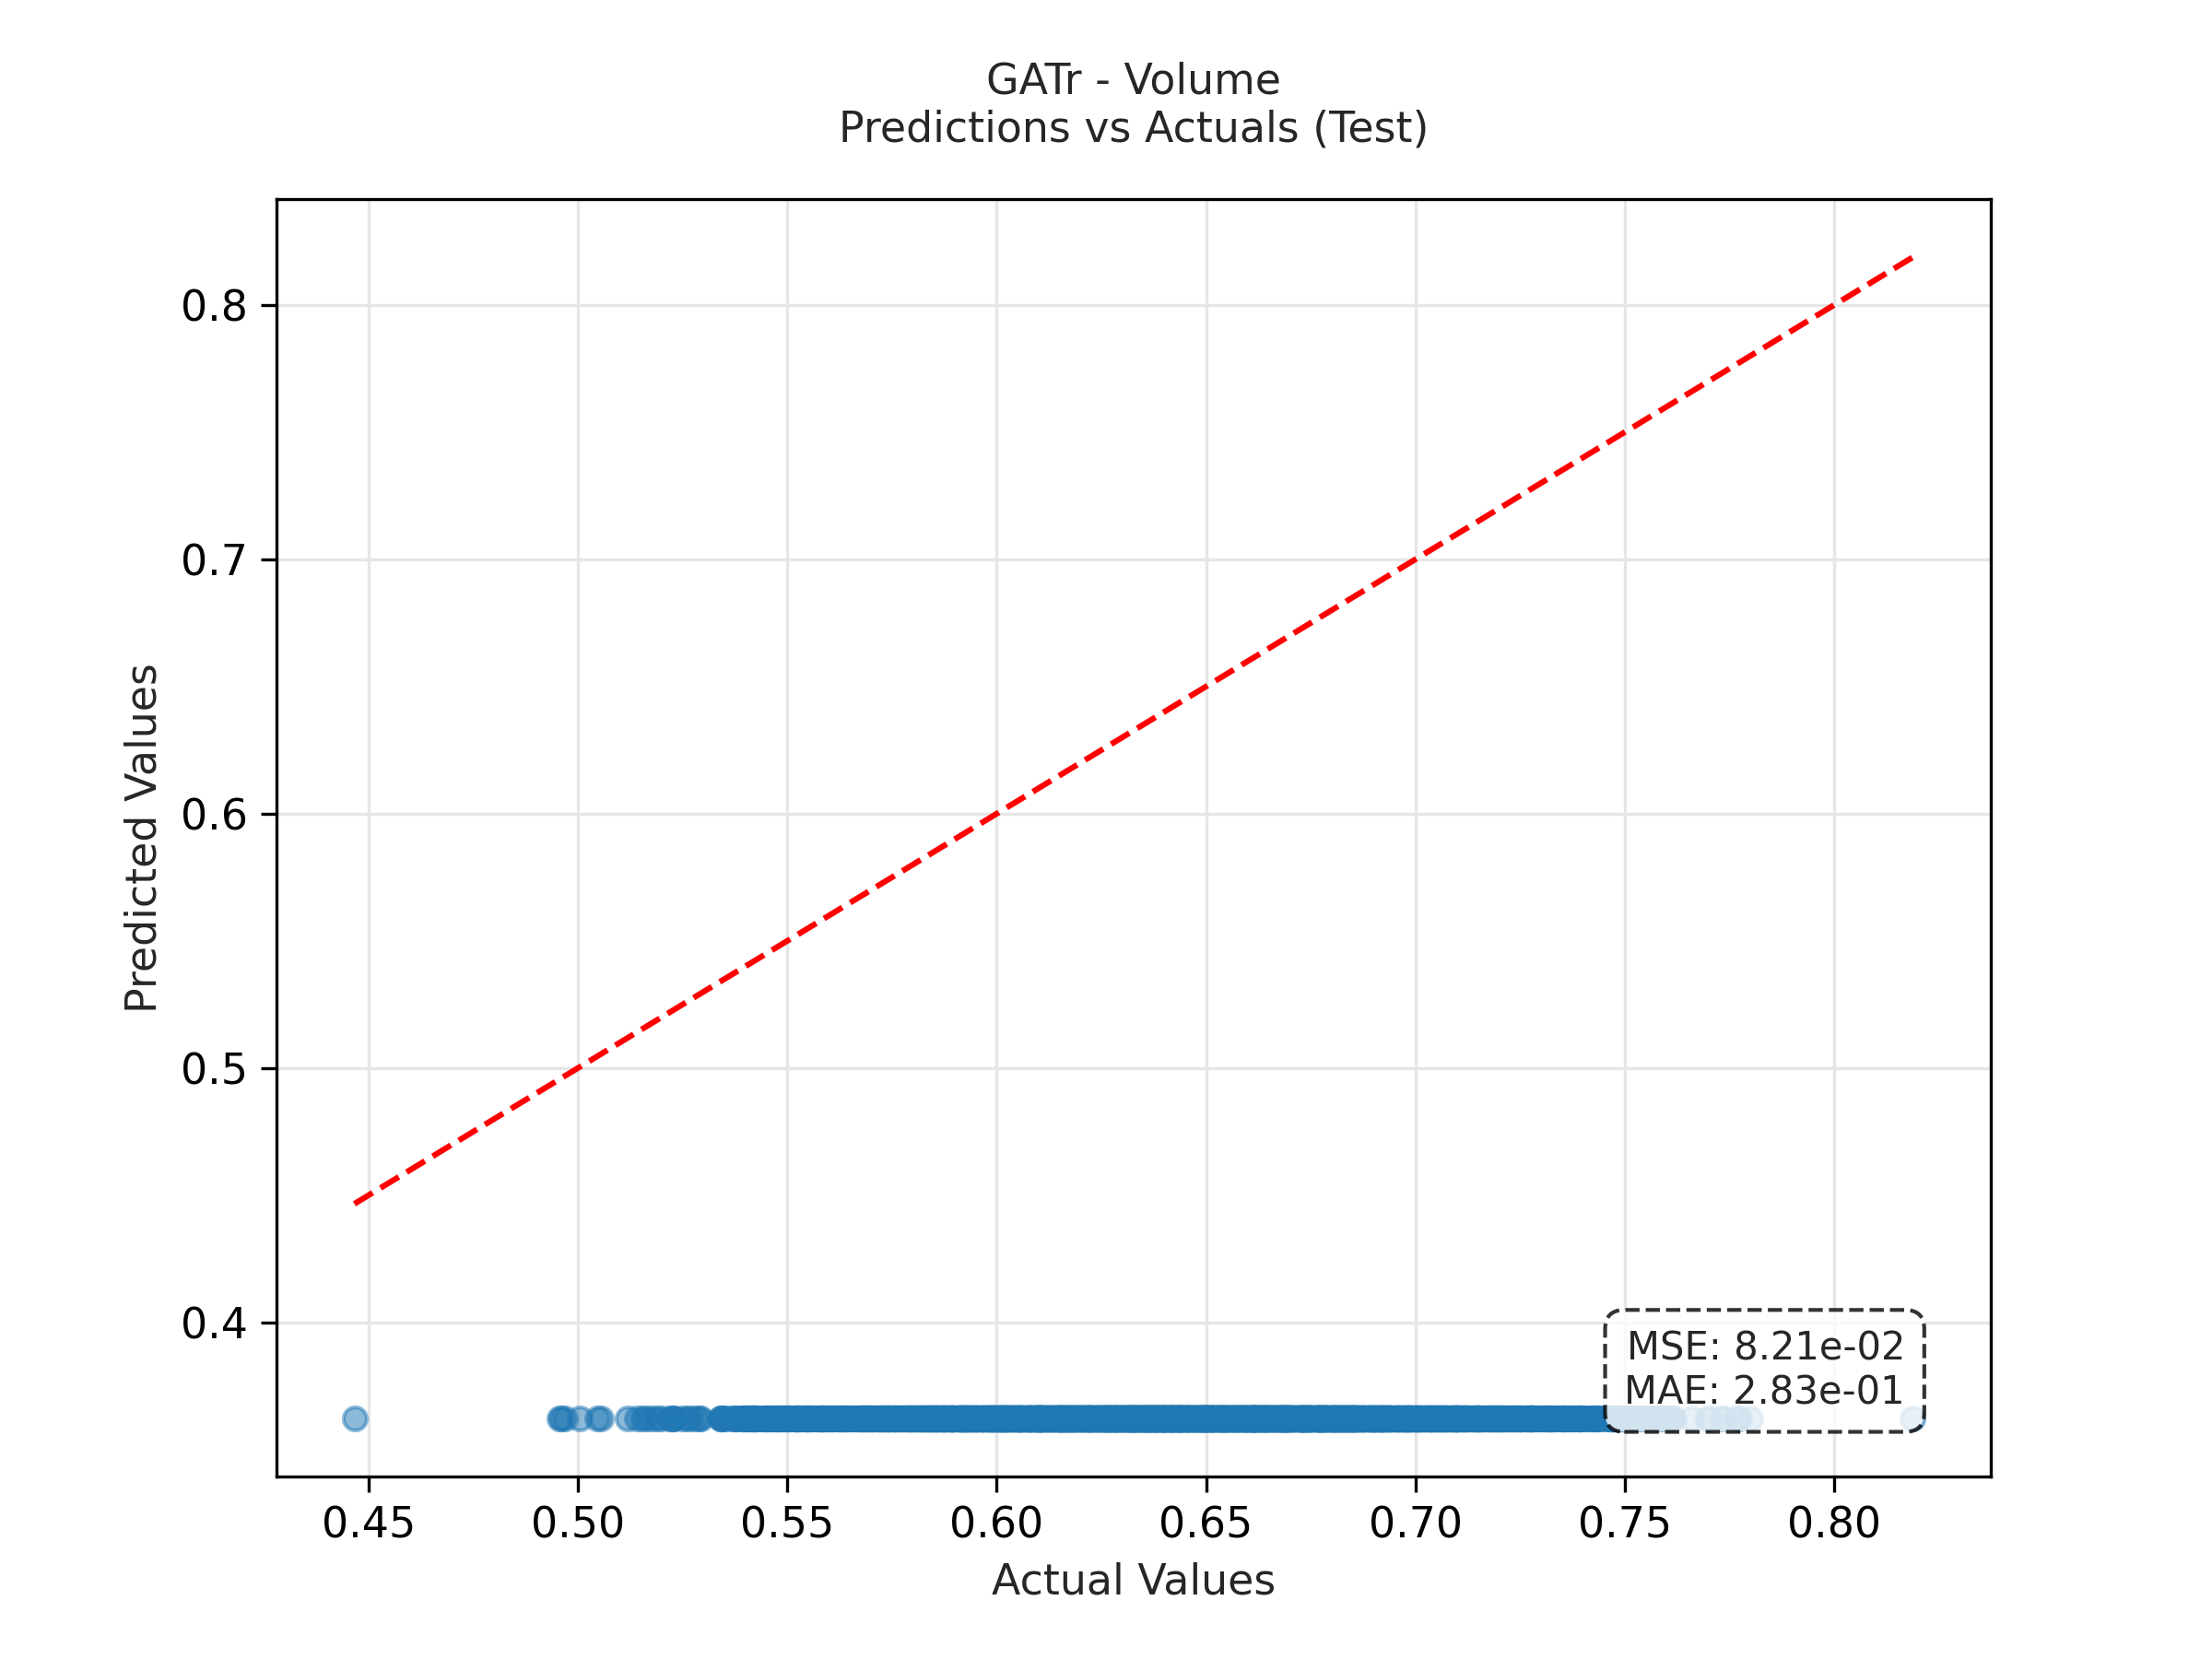 GATr - Volume
Predictions vs Actuals (Test)
Predicted Values
0.8
0.7
0.6
0.5
0.4
MSE: 8.21e-02
MAE: 2.83e-01
0.45 0.50 0.55 0.60 0.65 0.70 0.75 0.80
Actual Values